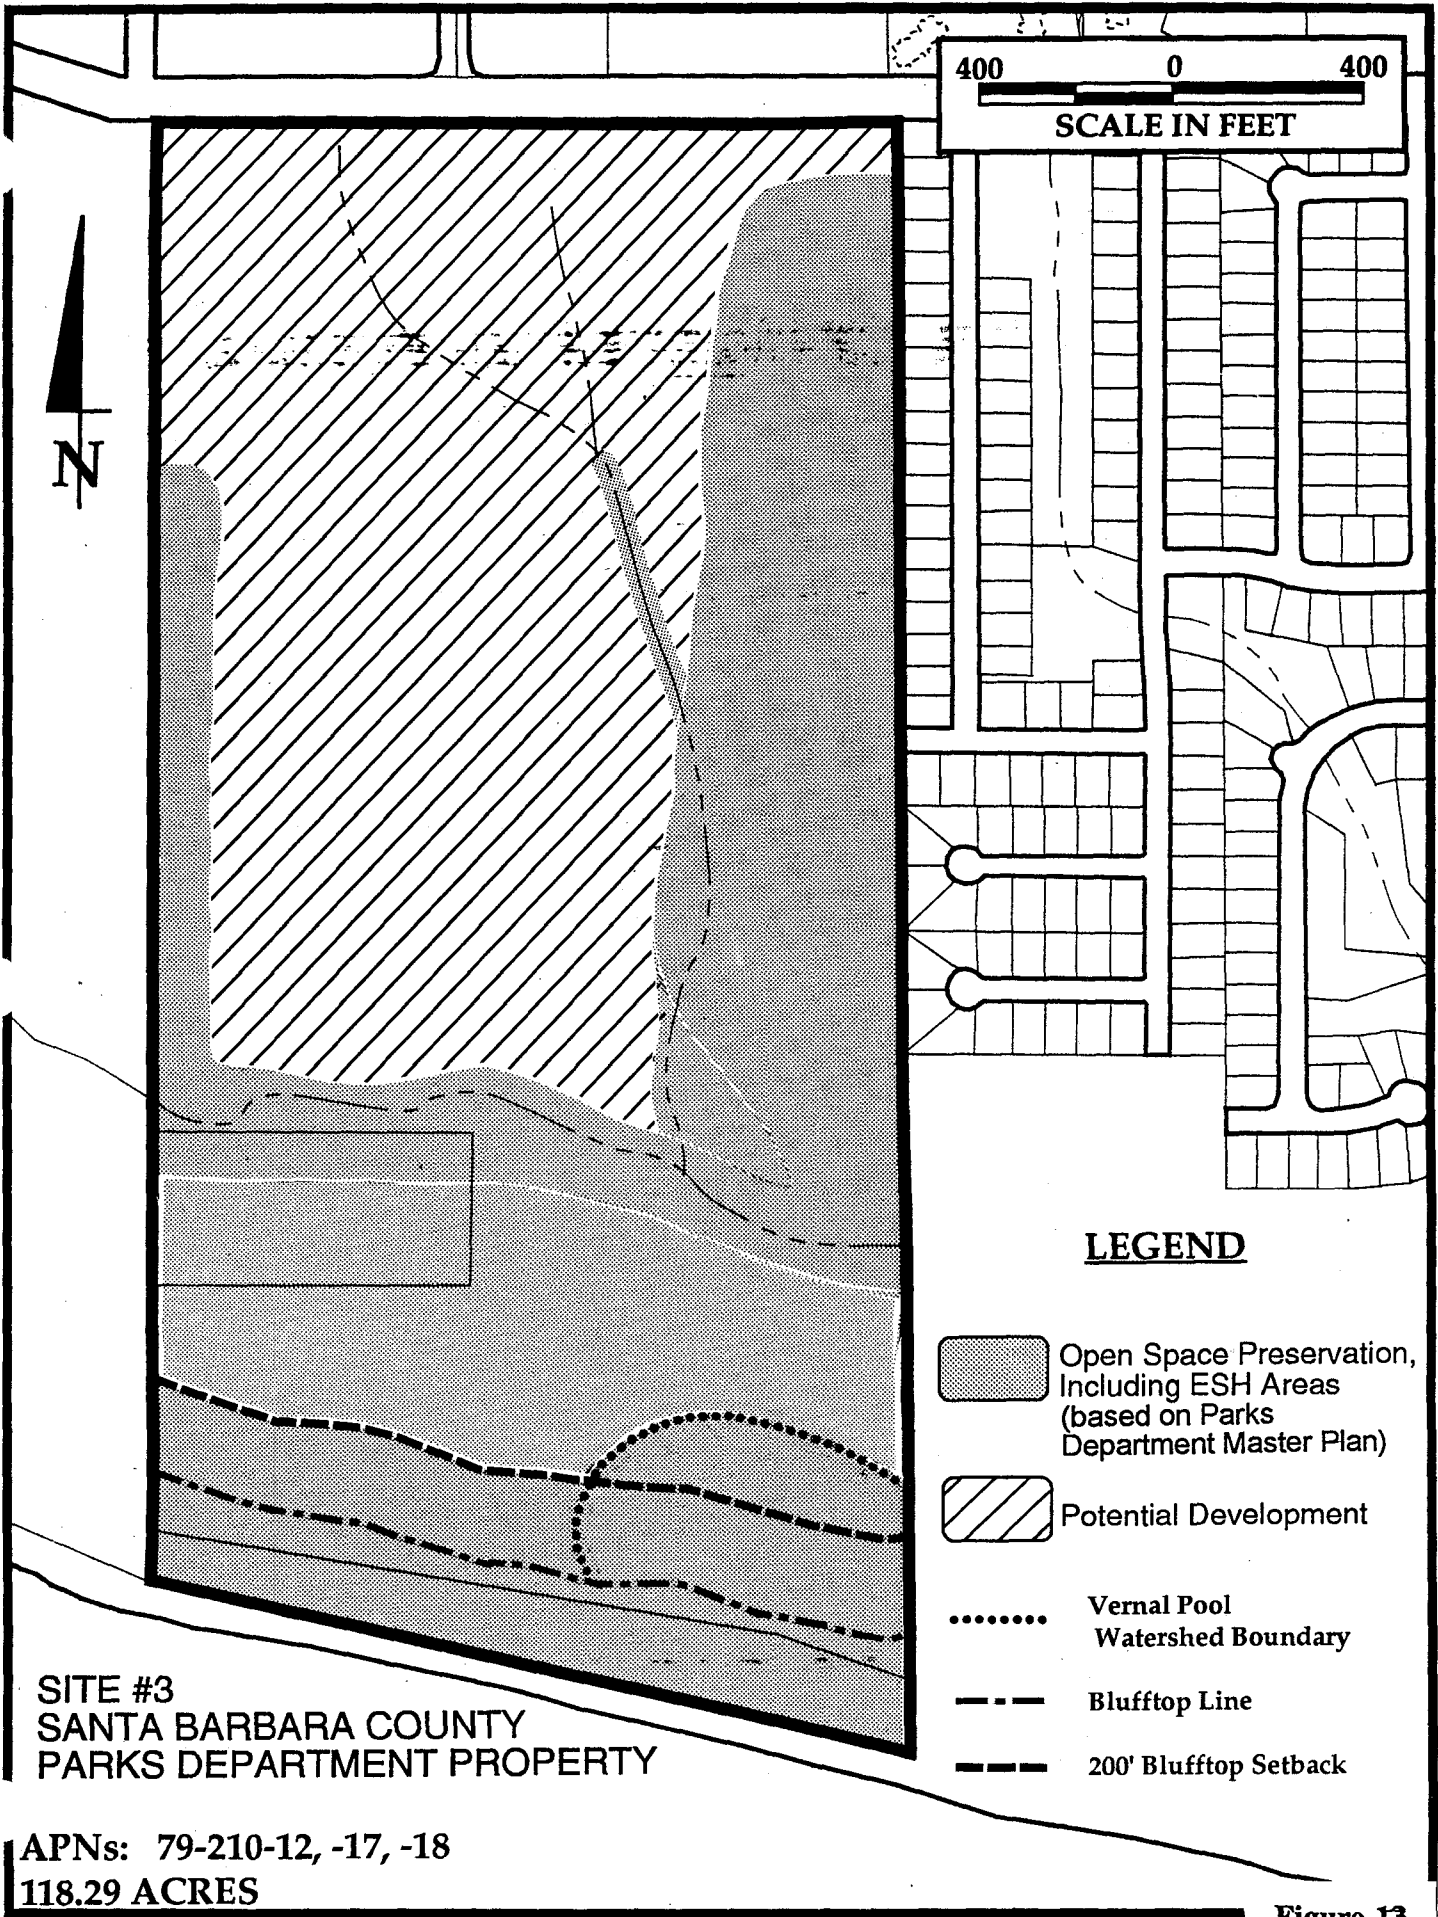 400 0 400
SCALE IN FEET
N
LEGEND
Open Space Preservation,
Including ESH Areas
(based on Parks
Department Master Plan)
Potential Development
Vernal Pool
Watershed Boundary
Blufftop Line
200' Blufftop Setback
SITE #3
SANTA BARBARA COUNTY
PARKS DEPARTMENT PROPERTY
APNs: 79-210-12, -17, -18
118.29 ACRES
Figure 13